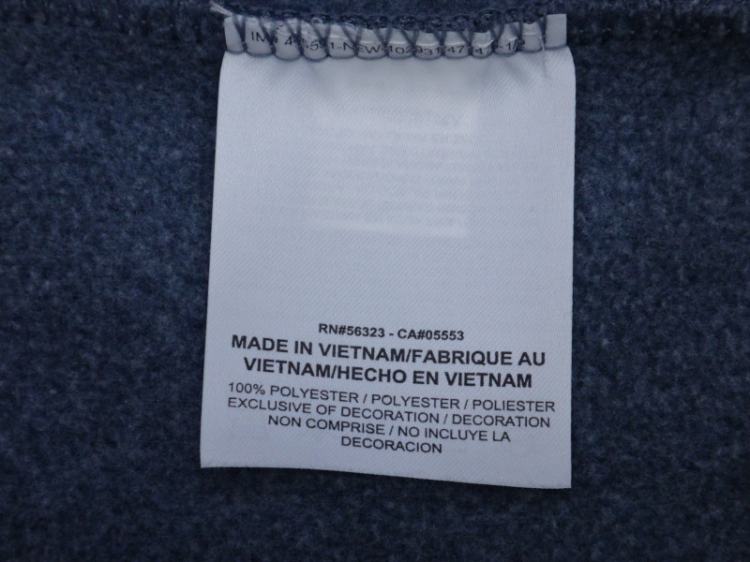 RN#56323 - CA#05553
MADE IN VIETNAM/FABRIQUE AU
VIETNAM/HECHO EN VIETNAM
100% POLYESTER / POLYESTER / POLIESTER
EXCLUSIVE OF DECORATION / DECORATION
NON COMPRISE / NO INCLUYE LA
DECORACION